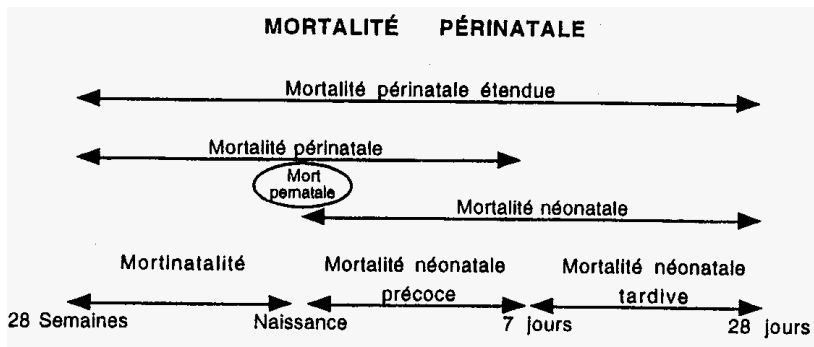 MORTALITÉ PÉRINATALE
Mortalité périnatale étendue
Mortalité périnatale
Mort
pernatale
Mortalité néonatale
Mortinatalité
Mortalité néonatale
précoce
Mortalité néonatale
tardive
28 Semaines
Naissance
7 jours
28 jours